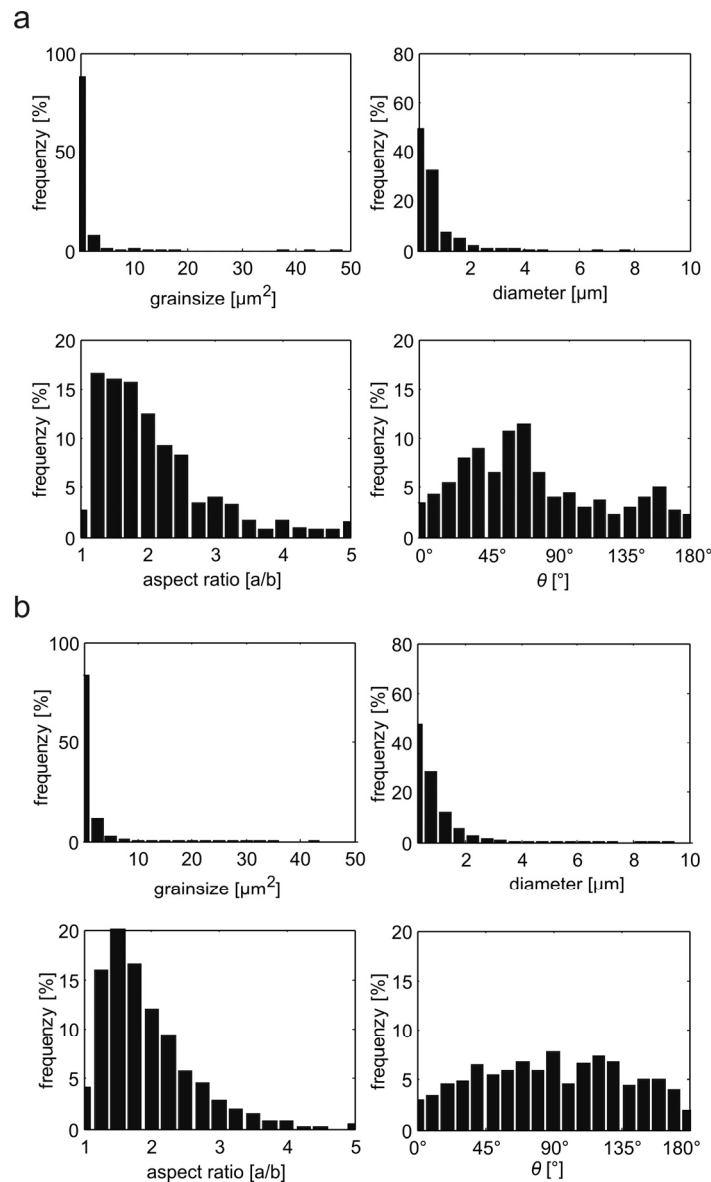 a
frequenzy [%]
100
50
0
10 20 30 40 50
grainsize [µm²]
frequenzy [%]
80
60
40
20
0
2 4 6 8 10
diameter [µm]
frequenzy [%]
20
15
10
5
0
1 2 3 4 5
aspect ratio [a/b]
frequenzy [%]
20
15
10
5
0
0° 45° 90° 135° 180°
θ [°]
b
frequenzy [%]
100
50
0
10 20 30 40 50
grainsize [µm²]
frequenzy [%]
80
60
40
20
0
2 4 6 8 10
diameter [µm]
frequenzy [%]
20
15
10
5
0
1 2 3 4 5
aspect ratio [a/b]
frequenzy [%]
20
15
10
5
0
0° 45° 90° 135° 180°
θ [°]